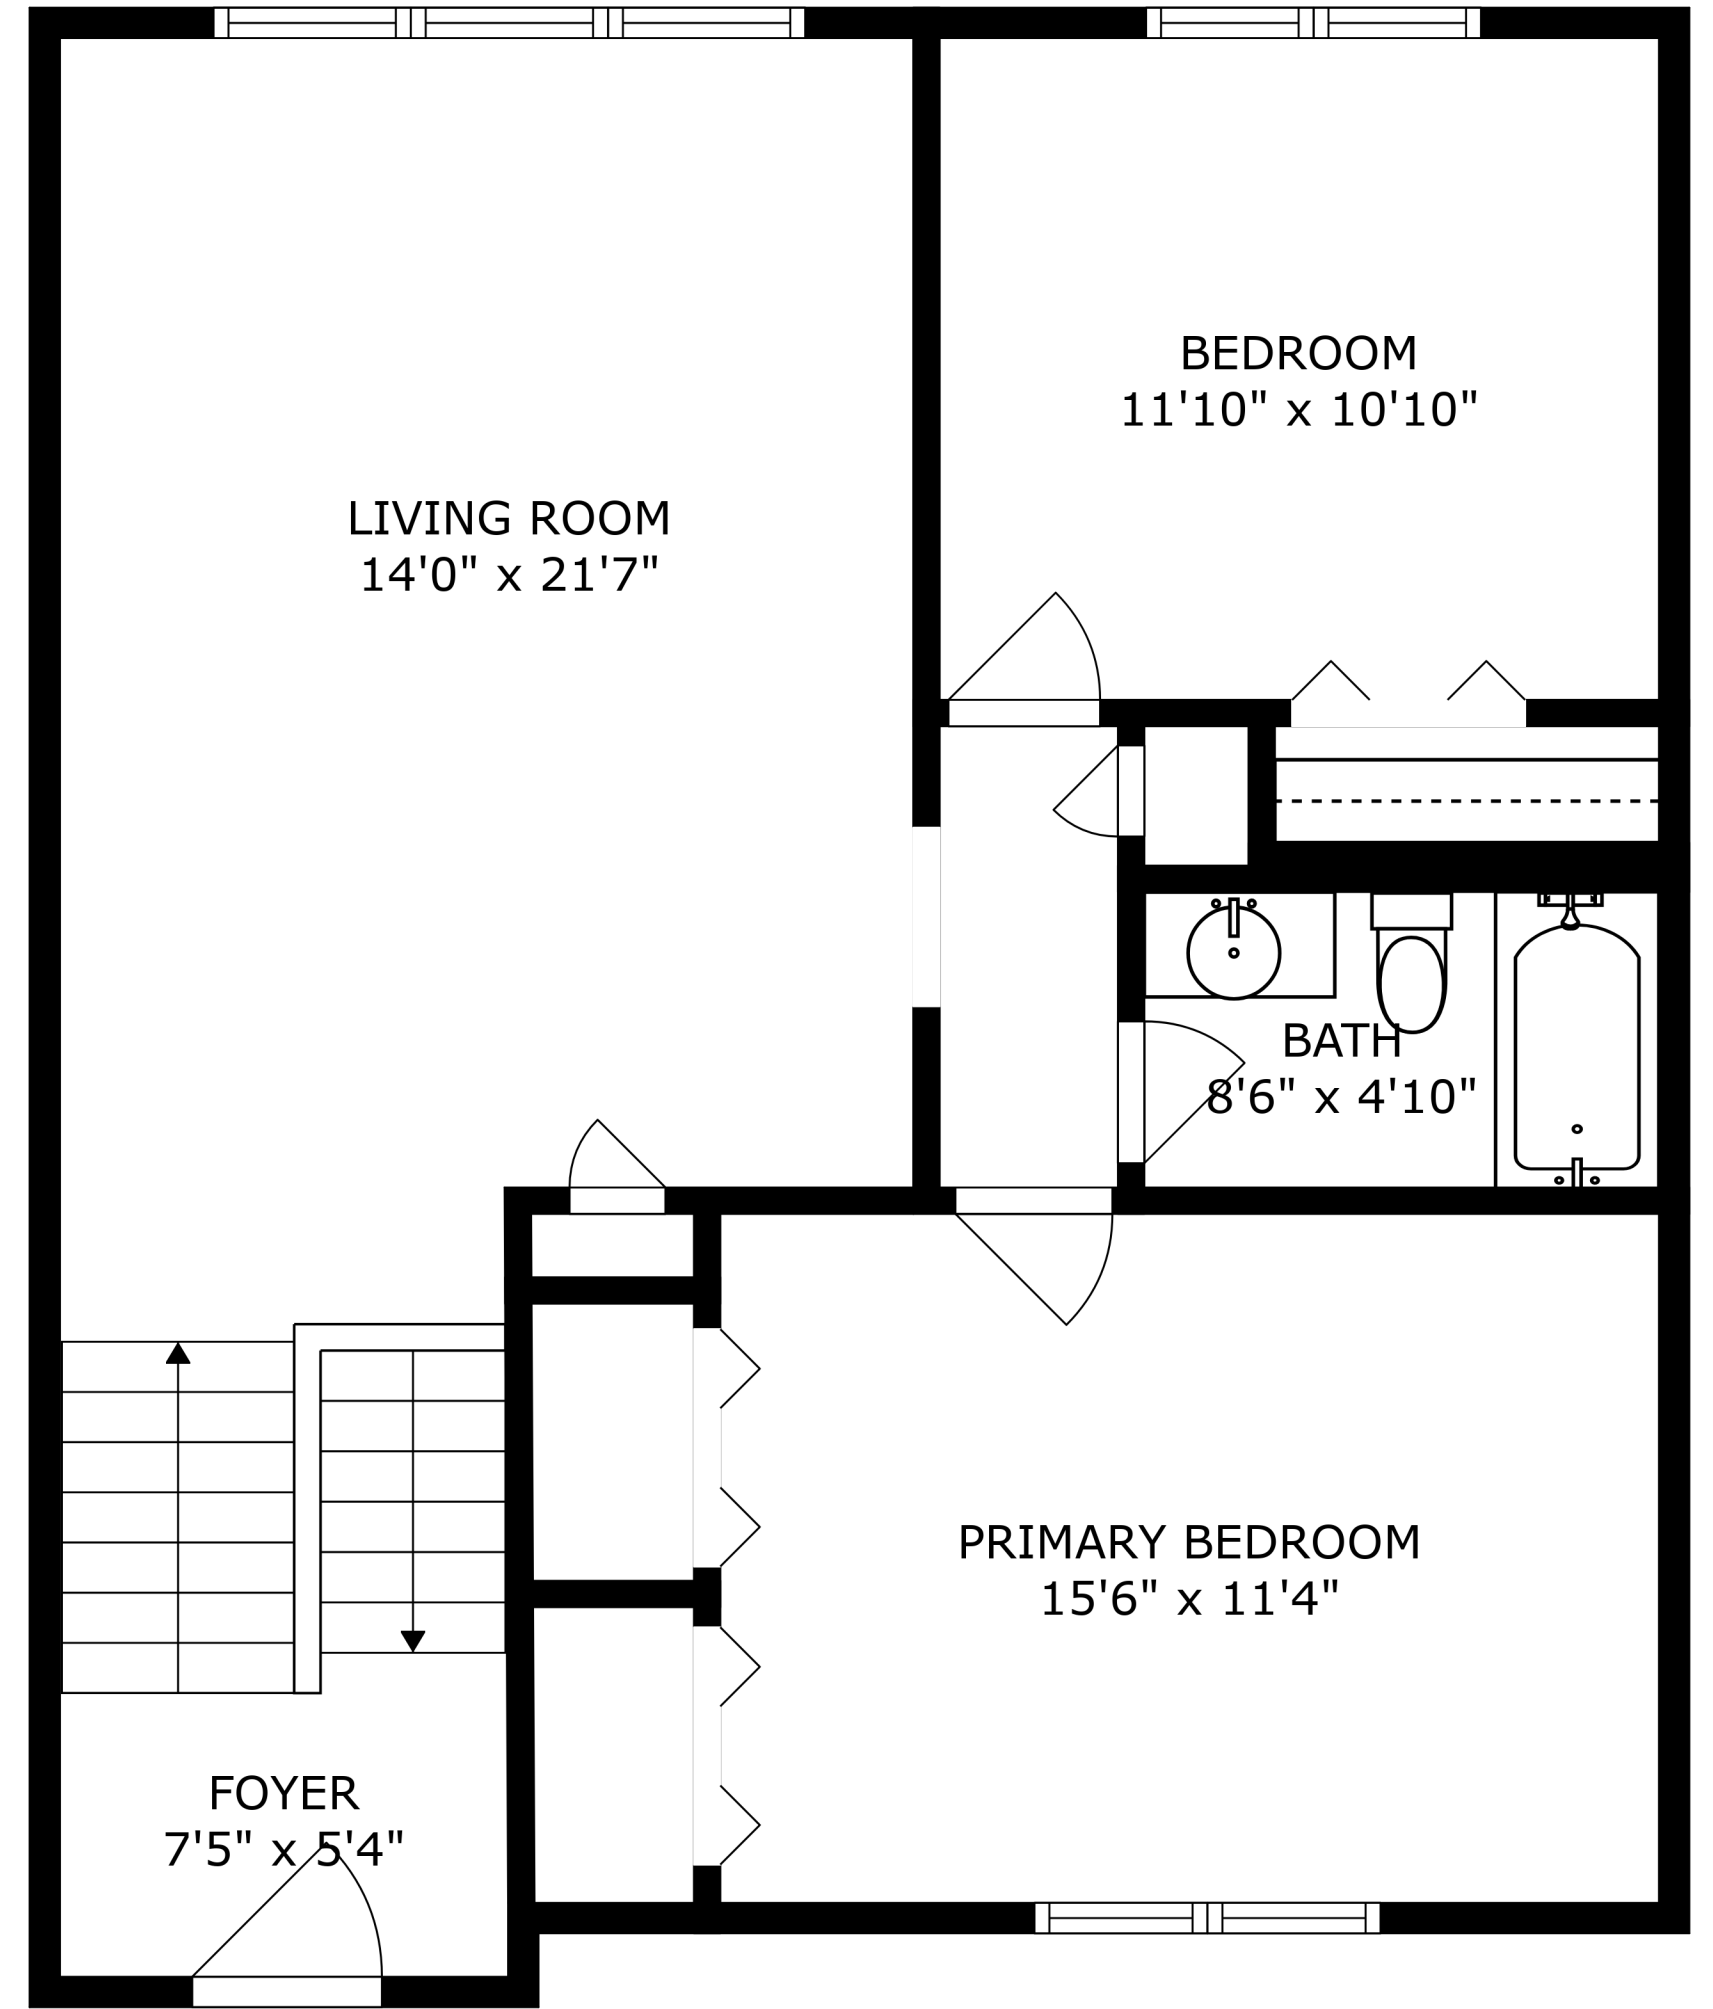 BEDROOM
11'10" x 10'10"
LIVING ROOM
14'0" x 21'7"
BATH
8'6" x 4'10"
PRIMARY BEDROOM
15'6" x 11'4"
FOYER
7'5" x 5'4"